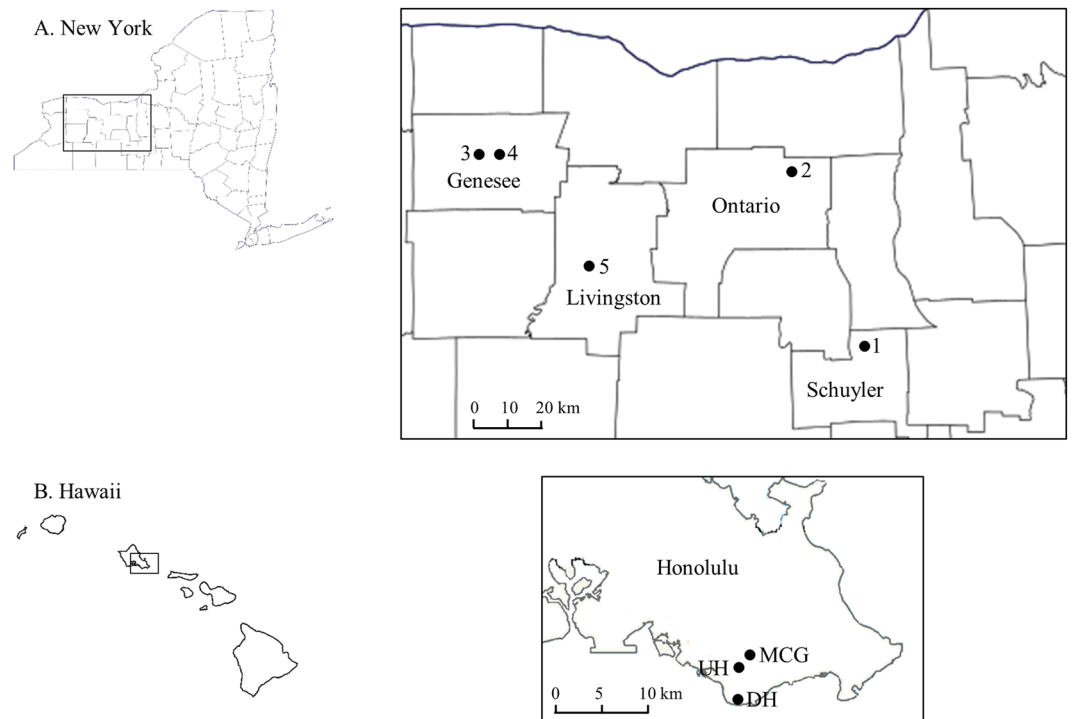 A. New York
3 4
Genesee
2
Ontario
5
Livingston
1
Schuyler
0 10 20 km
B. Hawaii
Honolulu
MCG
UH
DH
0 5 10 km